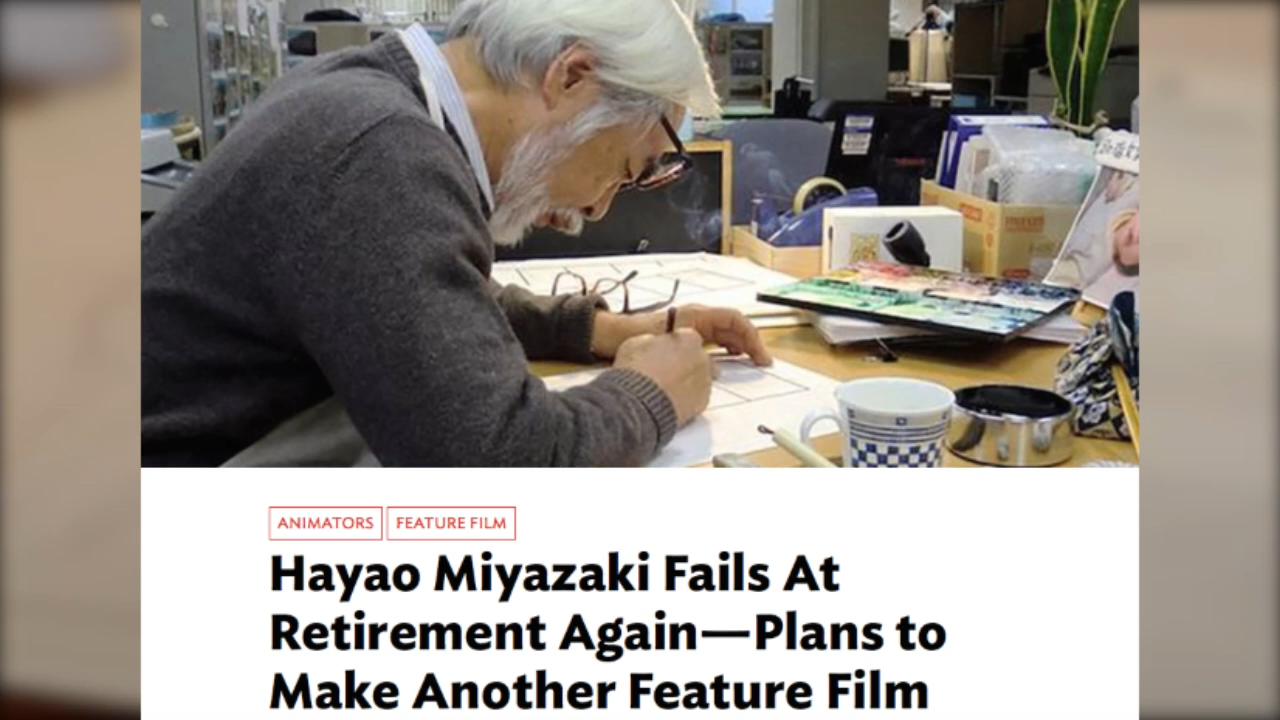 ANIMATORS FEATURE FILM
Hayao Miyazaki Fails At
Retirement Again—Plans to
Make Another Feature Film